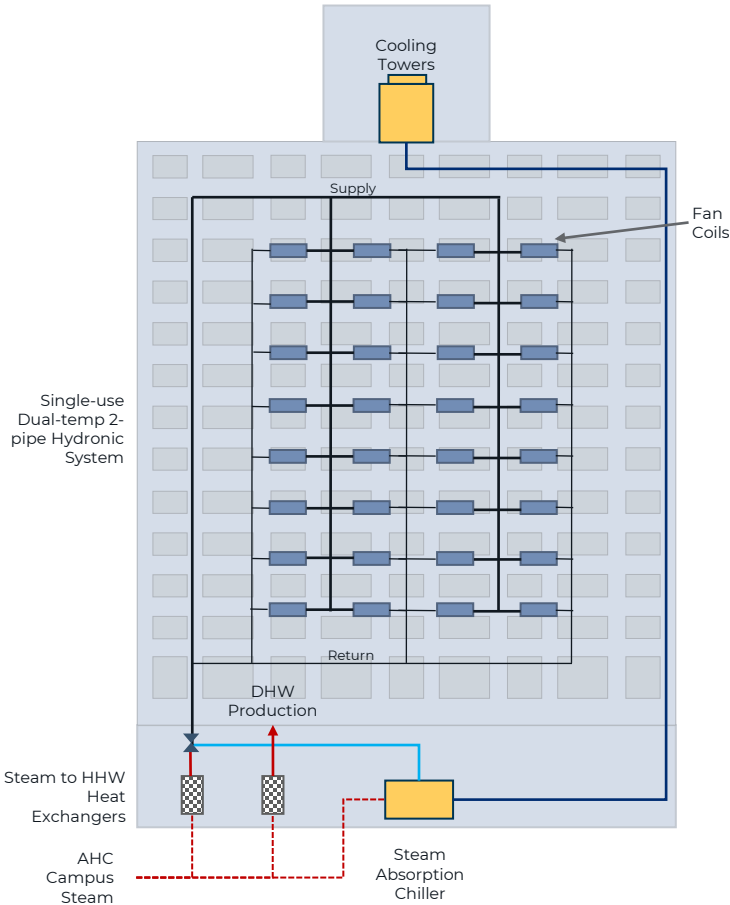 Cooling
Towers
Supply
Fan
Coils
Single-use
Dual-temp 2-
pipe Hydronic
System
Return
DHW
Production
Steam to HHW
Heat
Exchangers
AHC
Campus
Steam
Steam
Absorption
Chiller